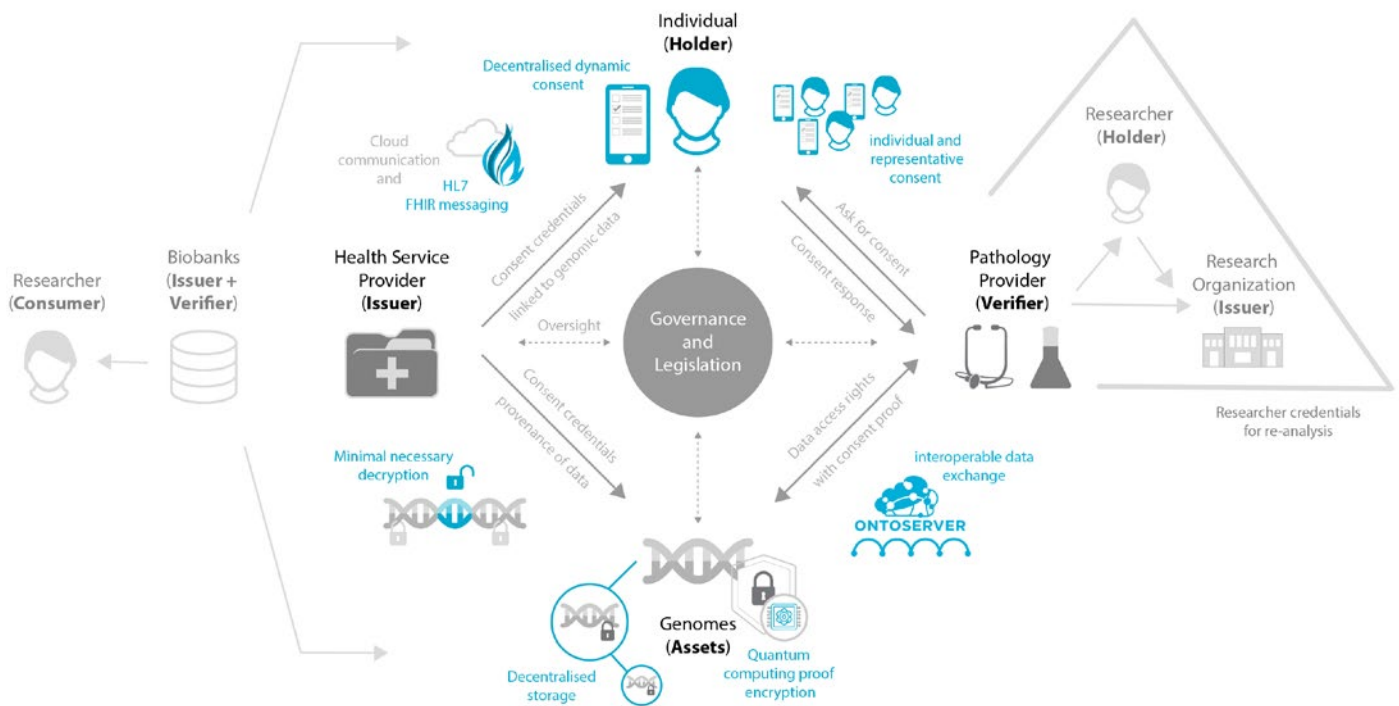 Individual
(Holder)
Decentralised dynamic
consent
Cloud
communication
and
HL7
FHIR messaging
individual and
representative
consent
Researcher
(Holder)
Researcher
(Consumer)
Biobanks
(Issuer +
Verifier)
Health Service
Provider
(Issuer)
Consent credentials
linked to genomic data
Ask for consent
Consent response
Oversight
Governance
and
Legislation
Pathology
Provider
(Verifier)
Research
Organization
(Issuer)
Researcher credentials
for re-analysis
Consent credentials
provenance of data
Data access rights
with consent proof
Minimal necessary
decryption
interoperable data
exchange
ONTOSERVER
Genomes
(Assets)
Decentralised
storage
Quantum
computing proof
encryption